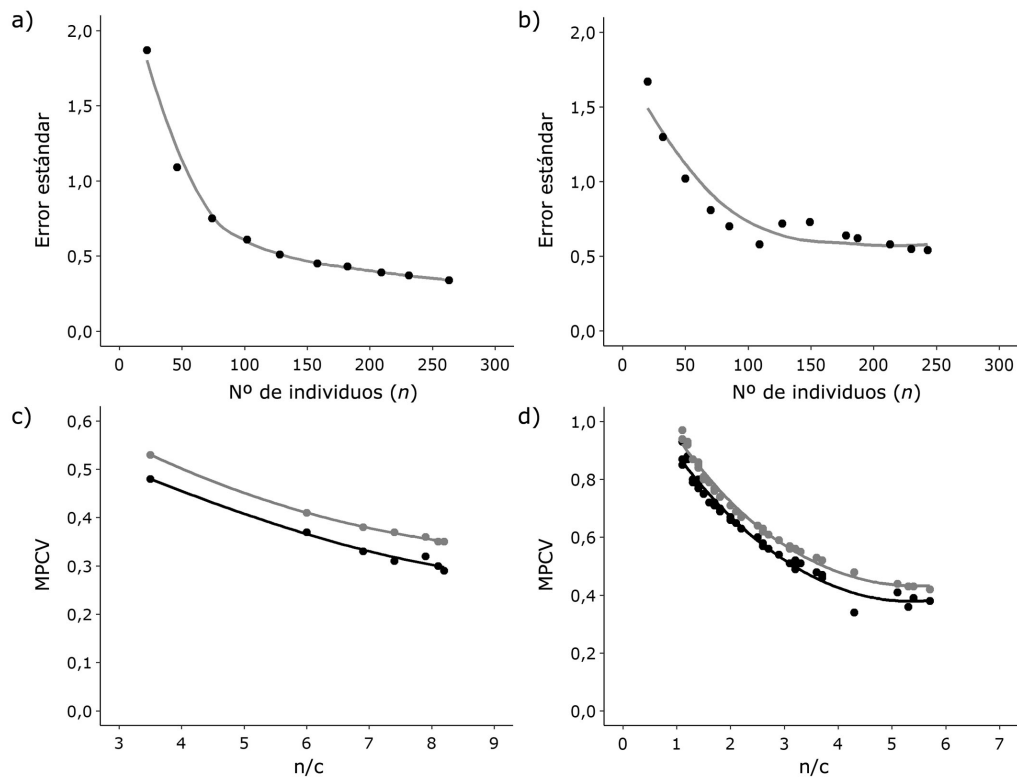 a)
Error estándar
2,0
1,5
1,0
0,5
0,0
0 50 100 150 200 250 300
Nº de individuos (n)
b)
Error estándar
2,0
1,5
1,0
0,5
0,0
0 50 100 150 200 250 300
Nº de individuos (n)
c)
MPCV
0,6
0,5
0,4
0,3
0,2
0,1
0,0
3 4 5 6 7 8 9
n/c
d)
MPCV
1,0
0,8
0,6
0,4
0,2
0,0
0 1 2 3 4 5 6 7
n/c